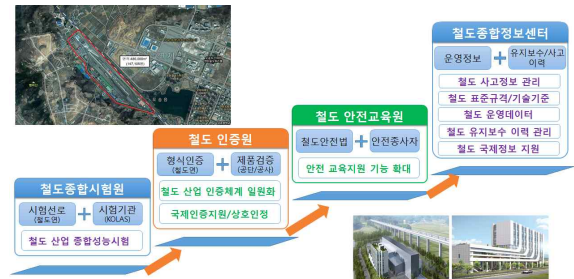 철도종합정보센터
운영정보 + 유지보수/사고 이력
철도 사고정보 관리
철도 표준규격/기술기준
철도 운영데이터
철도 유지보수 이력 관리
철도 국제정보 지원
철도 안전교육원
철도안전법 + 안전종사자
안전 교육지원 기능 확대
철도 인증원
형식인증 (철도면) + 제품검증 (공단/공사)
철도 산업 인증체계 일원화
국제인증지원/상호인정
철도종합시험원
시험선로 (철도면) + 시험기관 (KOLAS)
철도 산업 종합성능시험